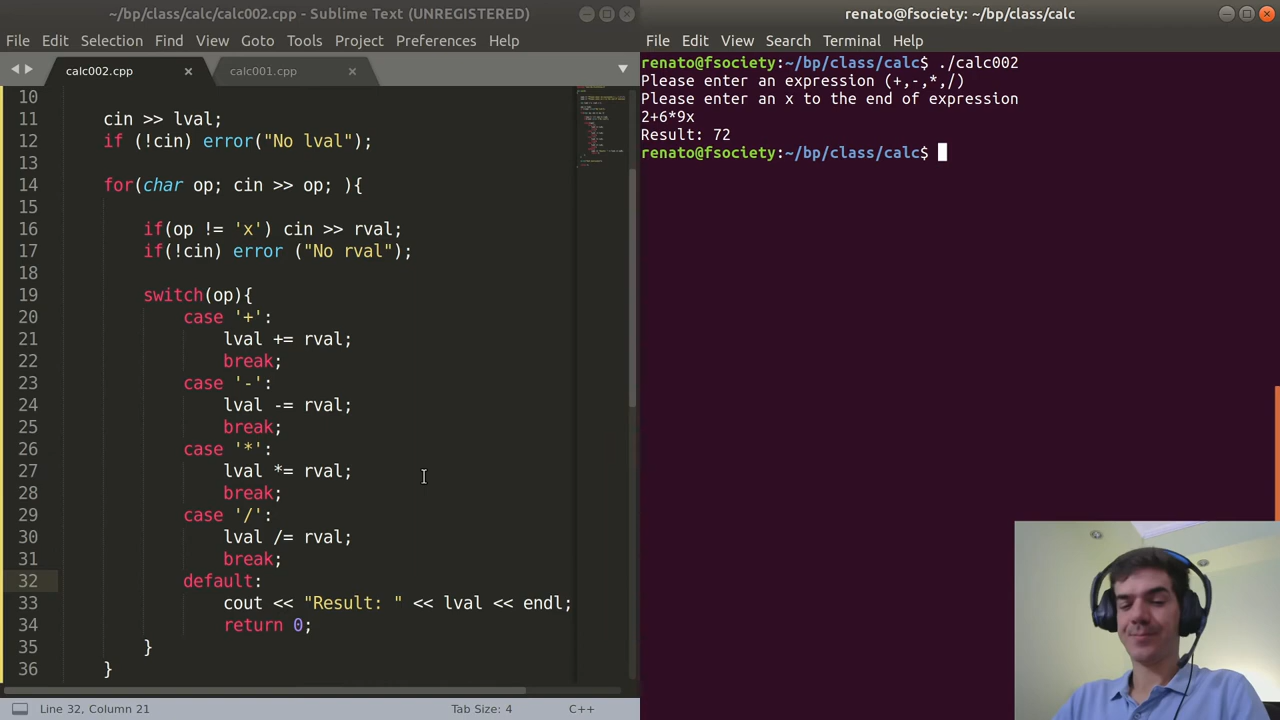 ~/bp/class/calc/calc002.cpp - Sublime Text (UNREGISTERED)
File Edit Selection Find View Goto Tools Project Preferences Help
calc002.cpp × calc001.cpp ×
10
11 cin >> lval;
12 if (!cin) error("No lval");
13
14 for(char op; cin >> op; ){
15
16 if(op != 'x') cin >> rval;
17 if(!cin) error ("No rval");
18
19 switch(op){
20 case '+':
21 lval += rval;
22 break;
23 case '-':
24 lval -= rval;
25 break;
26 case '*':
27 lval *= rval;
28 break;
29 case '/':
30 lval /= rval;
31 break;
32 default:
33 cout << "Result: " << lval << endl;
34 return 0;
35 }
36 }
Line 32, Column 21 Tab Size: 4 C++
renato@fsociety: ~/bp/class/calc
File Edit View Search Terminal Help
renato@fsociety:~/bp/class/calc$ ./calc002
Please enter an expression (+,-,*,/)
Please enter an x to the end of expression
2+6*9x
Result: 72
renato@fsociety:~/bp/class/calc$